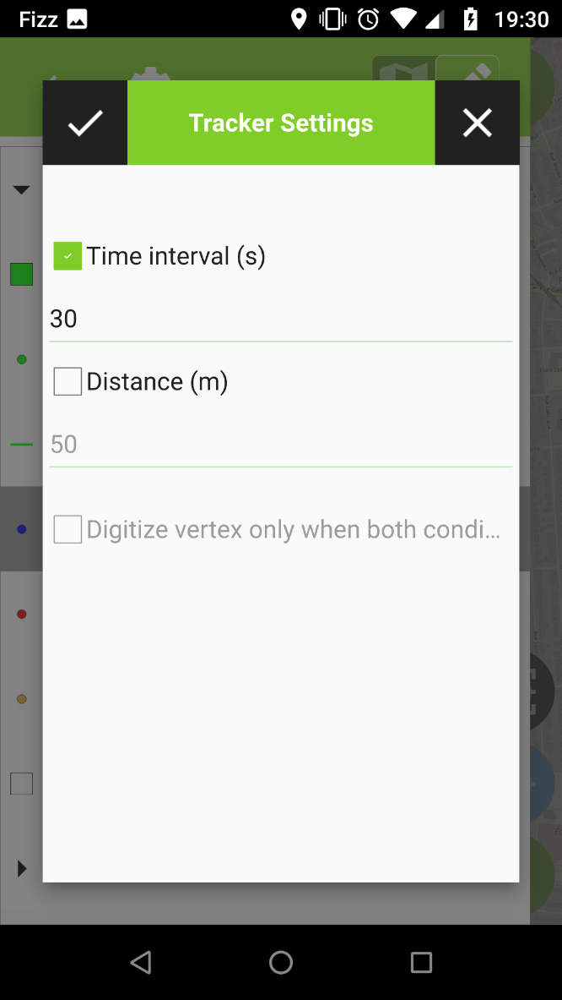 Fizz 19:30
Tracker Settings
Time interval (s)
30
Distance (m)
50
Digitize vertex only when both condi...